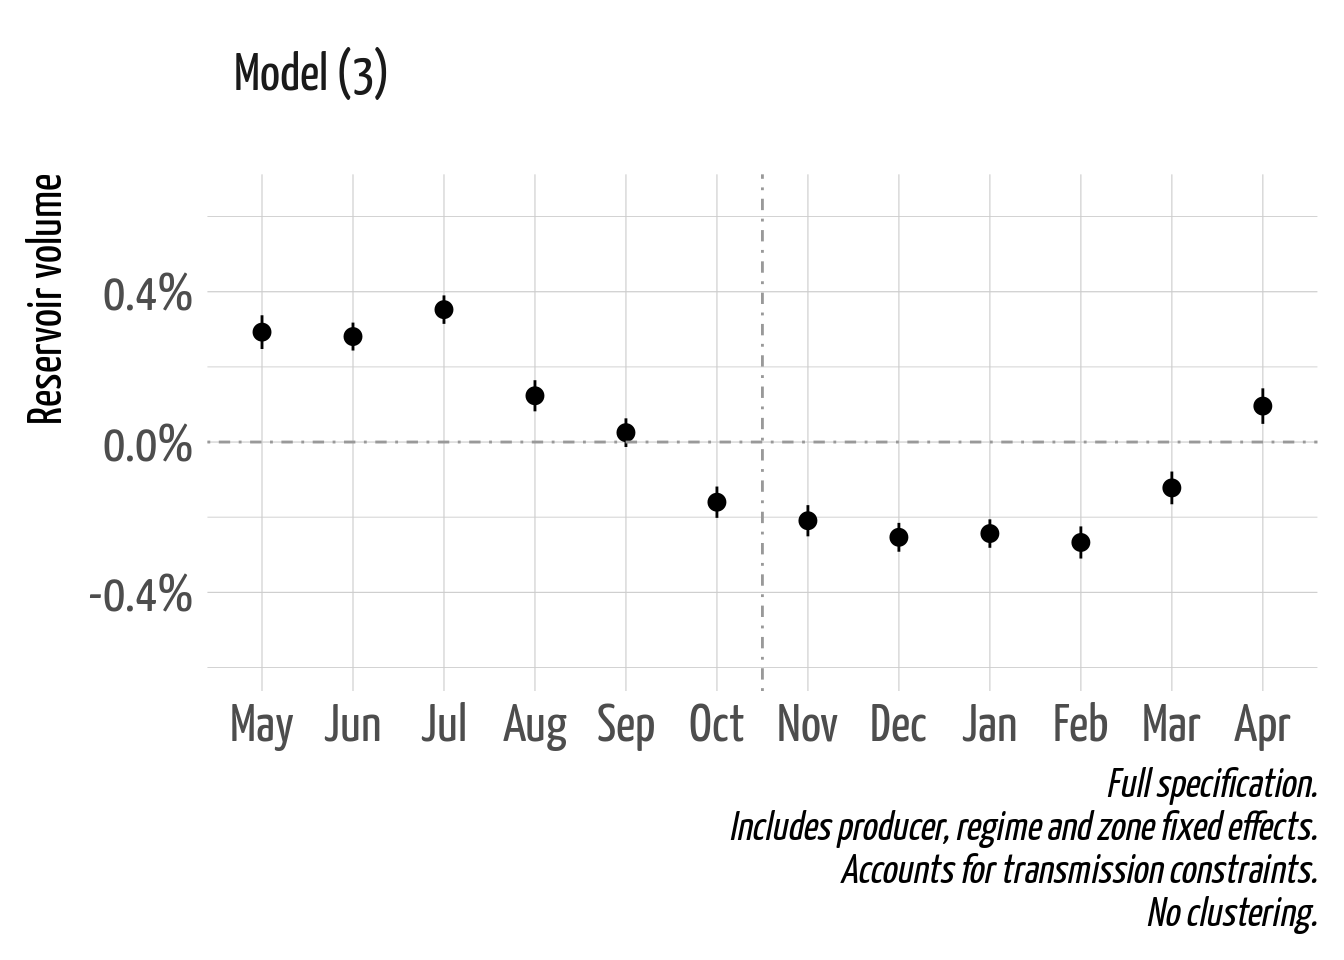 Model (3)
Reservoir volume
0.4%
0.0%
-0.4%
May Jun Jul Aug Sep Oct Nov Dec Jan Feb Mar Apr
Full specification.
Includes producer, regime and zone fixed effects.
Accounts for transmission constraints.
No clustering.